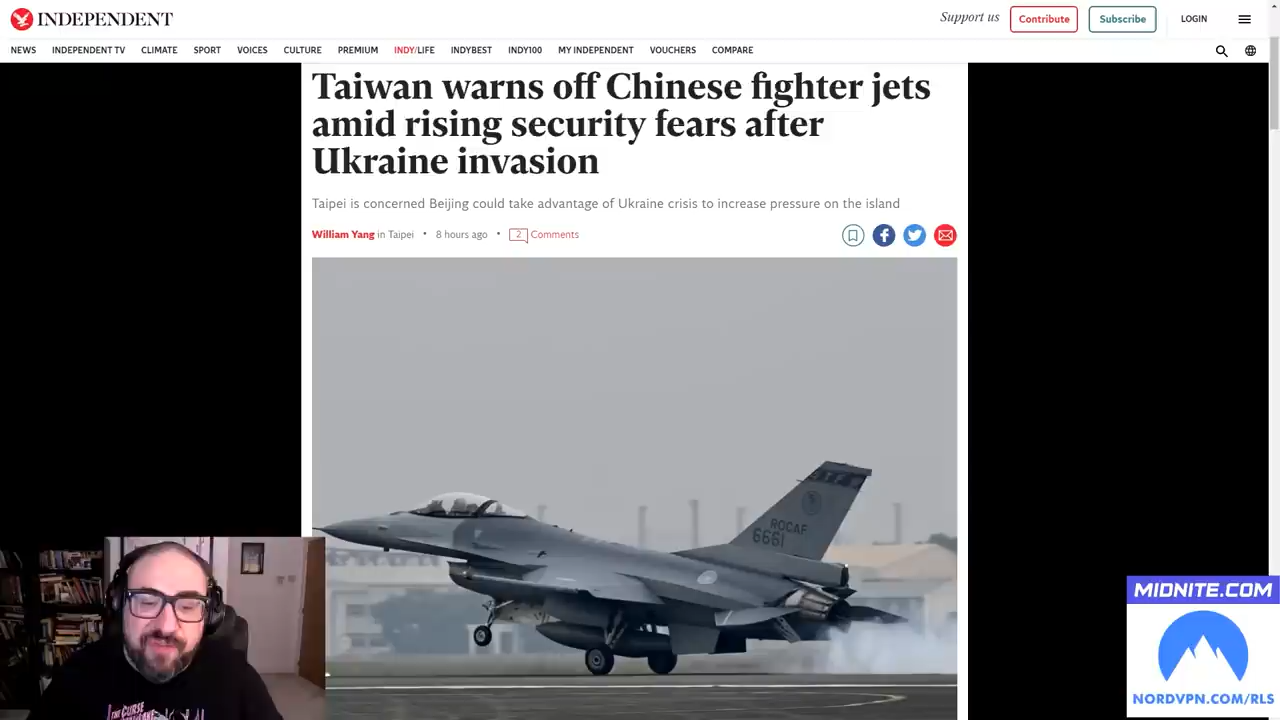 INDEPENDENT
Support us
Contribute
Subscribe
LOGIN
NEWS INDEPENDENT TV CLIMATE SPORT VOICES CULTURE PREMIUM INDY/LIFE INDYBEST INDY100 MY INDEPENDENT VOUCHERS COMPARE
Taiwan warns off Chinese fighter jets
amid rising security fears after
Ukraine invasion
Taipei is concerned Beijing could take advantage of Ukraine crisis to increase pressure on the island
William Yang in Taipei • 8 hours ago • 2 Comments
ROCAF
6661
THE CURSE
MIDNITE.COM
NORDVPN.COM/RLS